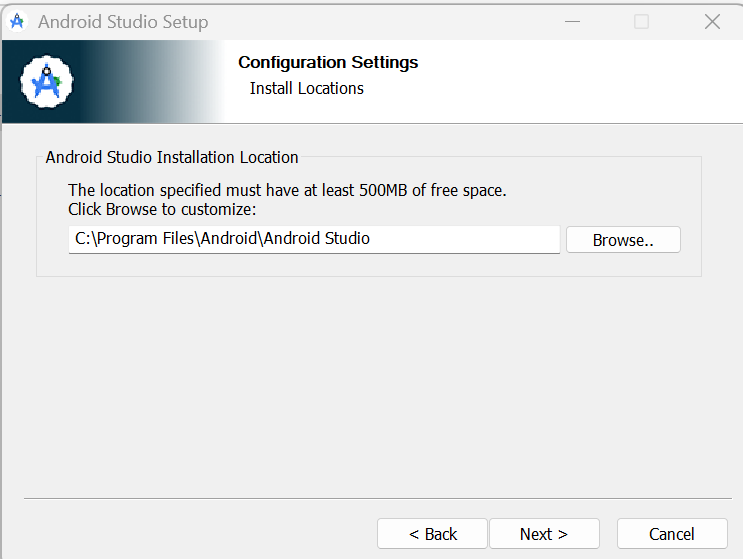 Android Studio Setup
Configuration Settings
Install Locations
Android Studio Installation Location
The location specified must have at least 500MB of free space.
Click Browse to customize:
C:\Program Files\Android\Android Studio
Browse..
< Back
Next >
Cancel